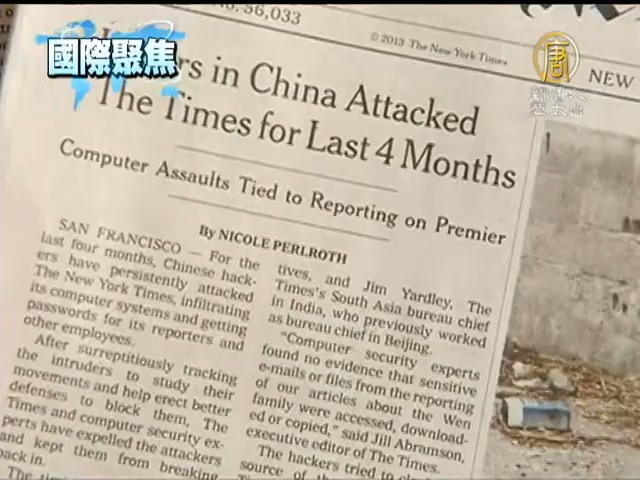 國際聚焦
56,033
© 2013 The New York Times
NEW
唐
新唐人
亞太台
in China Attacked
The Times for Last 4 Months
Computer Assaults Tied to Reporting on Premier
By NICOLE PERLROTH
SAN FRANCISCO — For the
last four months, Chinese hack-
ers have persistently attacked
The New York Times, infiltrating
its computer systems and getting
passwords for its reporters and
other employees.
After surreptitiously tracking
the intruders to study their
movements and help erect better
defenses to block them, The
Times and computer security ex-
perts have expelled the attackers
and kept them from breaking
back in.
The
tives, and Jim Yardley, The
Times's South Asia bureau chief
in India, who previously worked
as bureau chief in Beijing.
"Computer security experts
found no evidence that sensitive
e-mails or files from the reporting
of our articles about the Wen
family were accessed, download-
ed or copied," said Jill Abramson,
executive editor of The Times.
The hackers tried to
source of